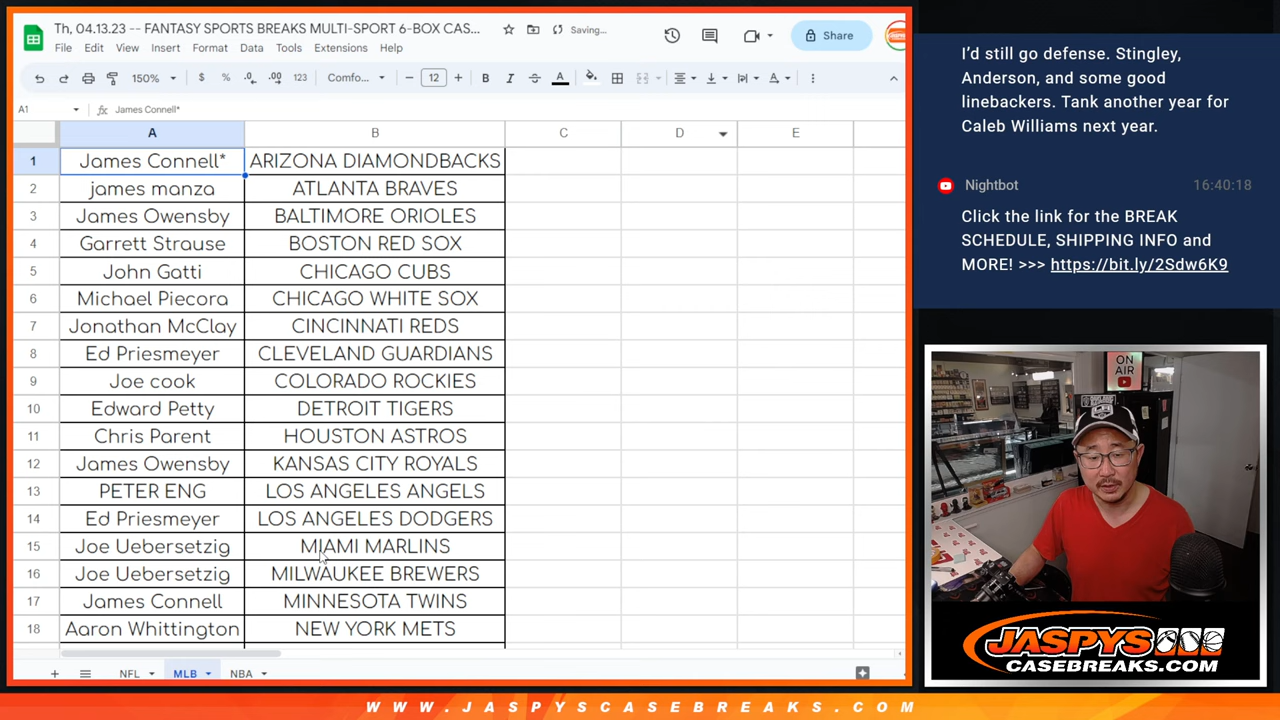 Th, 04.13.23 -- FANTASY SPORTS BREAKS MULTI-SPORT 6-BOX CAS...
Saving...
Share
File Edit View Insert Format Data Tools Extensions Help
150% $ % .0 .00 123 Comfo... 12 B I A
A1 fx James Connell*
A B C D E
1 James Connell* ARIZONA DIAMONDBACKS
2 james manza ATLANTA BRAVES
3 James Owensby BALTIMORE ORIOLES
4 Garrett Strause BOSTON RED SOX
5 John Gatti CHICAGO CUBS
6 Michael Piecora CHICAGO WHITE SOX
7 Jonathan McClay CINCINNATI REDS
8 Ed Priesmeyer CLEVELAND GUARDIANS
9 Joe cook COLORADO ROCKIES
10 Edward Petty DETROIT TIGERS
11 Chris Parent HOUSTON ASTROS
12 James Owensby KANSAS CITY ROYALS
13 PETER ENG LOS ANGELES ANGELS
14 Ed Priesmeyer LOS ANGELES DODGERS
15 Joe Uebersetzig MIAMI MARLINS
16 Joe Uebersetzig MILWAUKEE BREWERS
17 James Connell MINNESOTA TWINS
18 Aaron Whittington NEW YORK METS
NFL MLB NBA
I'd still go defense. Stingley,
Anderson, and some good
linebackers. Tank another year for
Caleb Williams next year.
Nightbot 16:40:18
Click the link for the BREAK
SCHEDULE, SHIPPING INFO and
MORE! >>> https://bit.ly/2Sdw6K9
ON
AIR
JASPYS
CASEBREAKS.COM
WWW.JASPYSCASEBREAKS.COM